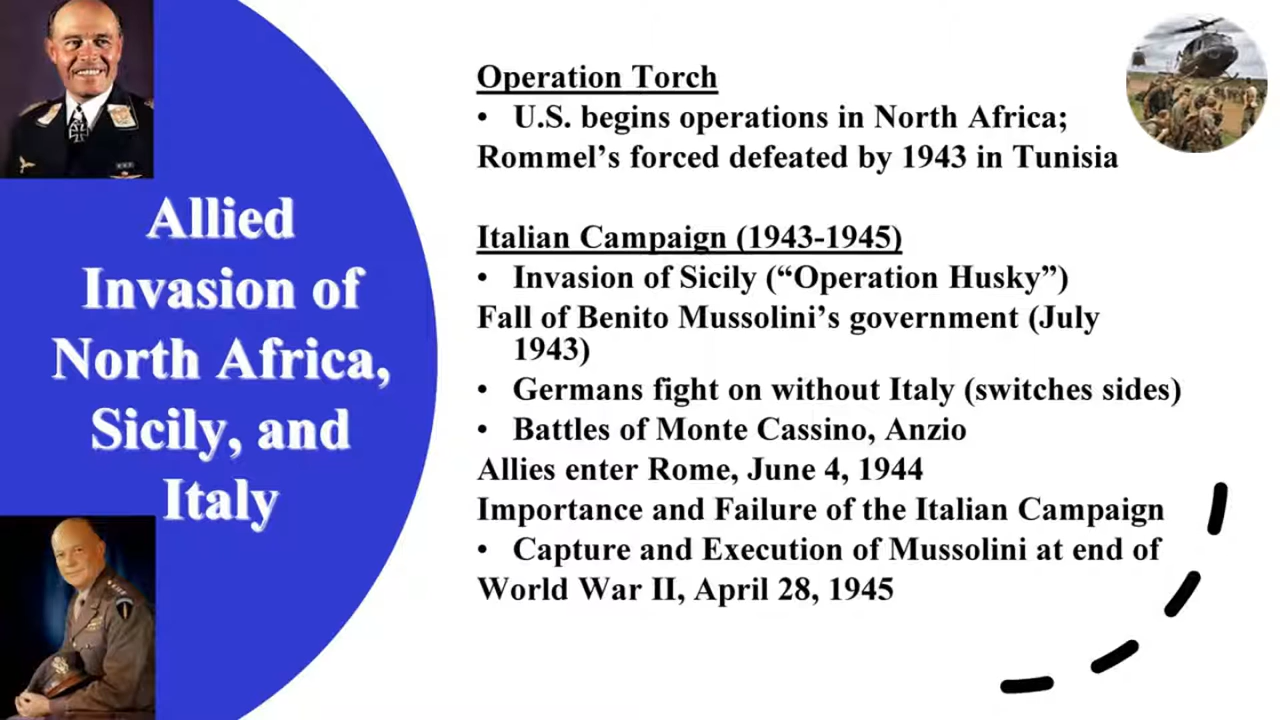 Allied
Invasion of
North Africa,
Sicily, and
Italy
Operation Torch
• U.S. begins operations in North Africa;
Rommel’s forced defeated by 1943 in Tunisia
Italian Campaign (1943-1945)
• Invasion of Sicily (“Operation Husky”)
Fall of Benito Mussolini’s government (July
1943)
• Germans fight on without Italy (switches sides)
• Battles of Monte Cassino, Anzio
Allies enter Rome, June 4, 1944
Importance and Failure of the Italian Campaign
• Capture and Execution of Mussolini at end of
World War II, April 28, 1945